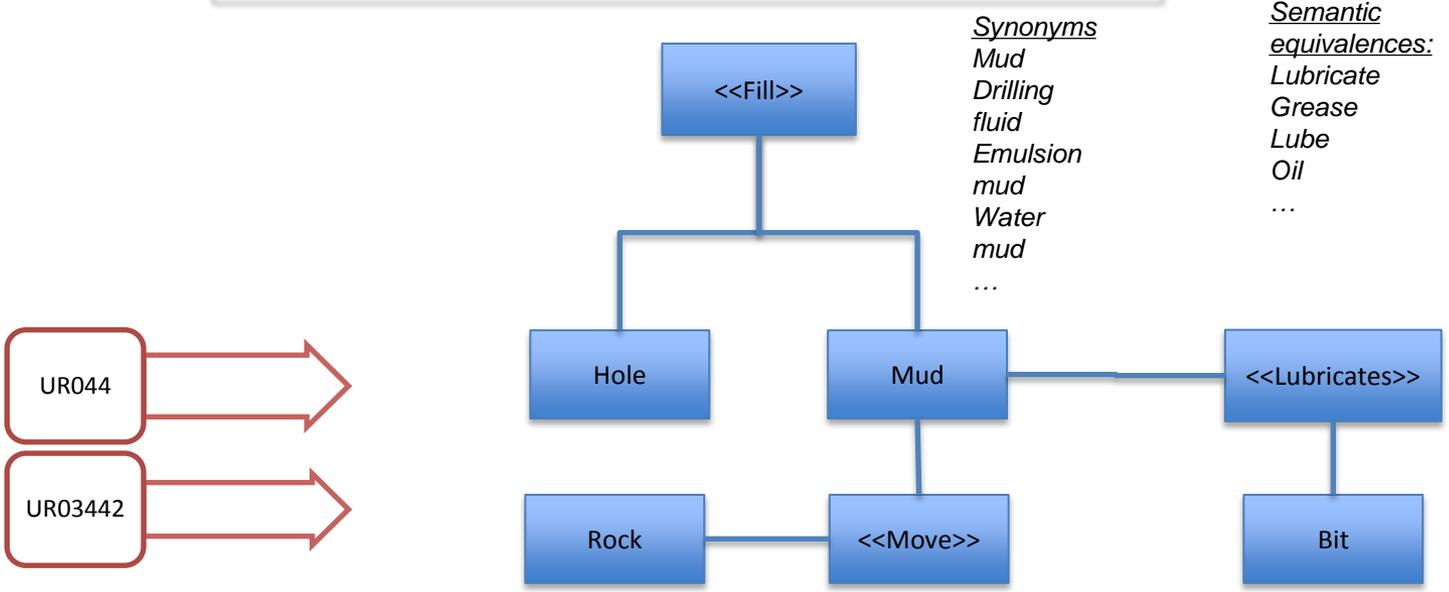 Synonyms
Mud
Drilling
fluid
Emulsion
mud
Water
mud
…
Semantic
equivalences:
Lubricate
Grease
Lube
Oil
…
<<Fill>>
Hole
Mud
<<Lubricates>>
UR044
UR03442
Rock
<<Move>>
Bit